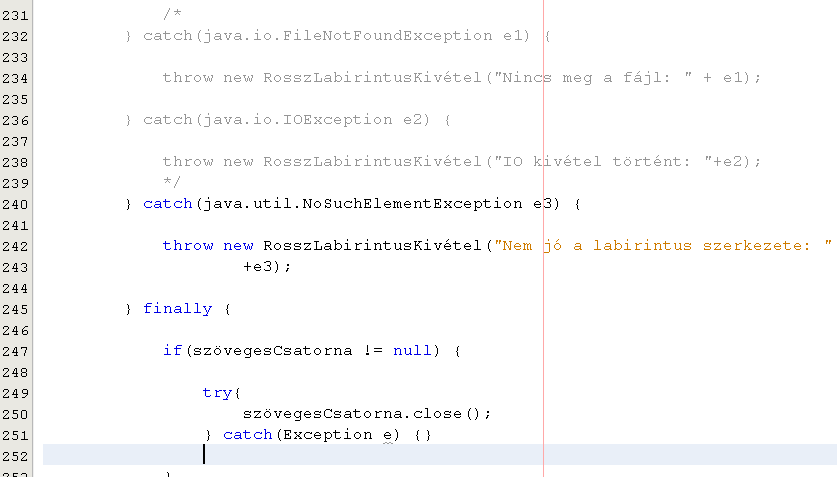 231 /*
232 } catch(java.io.FileNotFoundException e1) {
233
234 throw new RosszLabirintusKivétel("Nincs meg a fájl: " + e1);
235
236 } catch(java.io.IOException e2) {
237
238 throw new RosszLabirintusKivétel("IO kivétel történt: "+e2);
239 */
240 } catch(java.util.NoSuchElementException e3) {
241
242 throw new RosszLabirintusKivétel("Nem jó a labirintus szerkezete: "
243 +e3);
244
245 } finally {
246
247 if(szövegesCsatorna != null) {
248
249 try{
250 szövegesCsatorna.close();
251 } catch(Exception e) {}
252